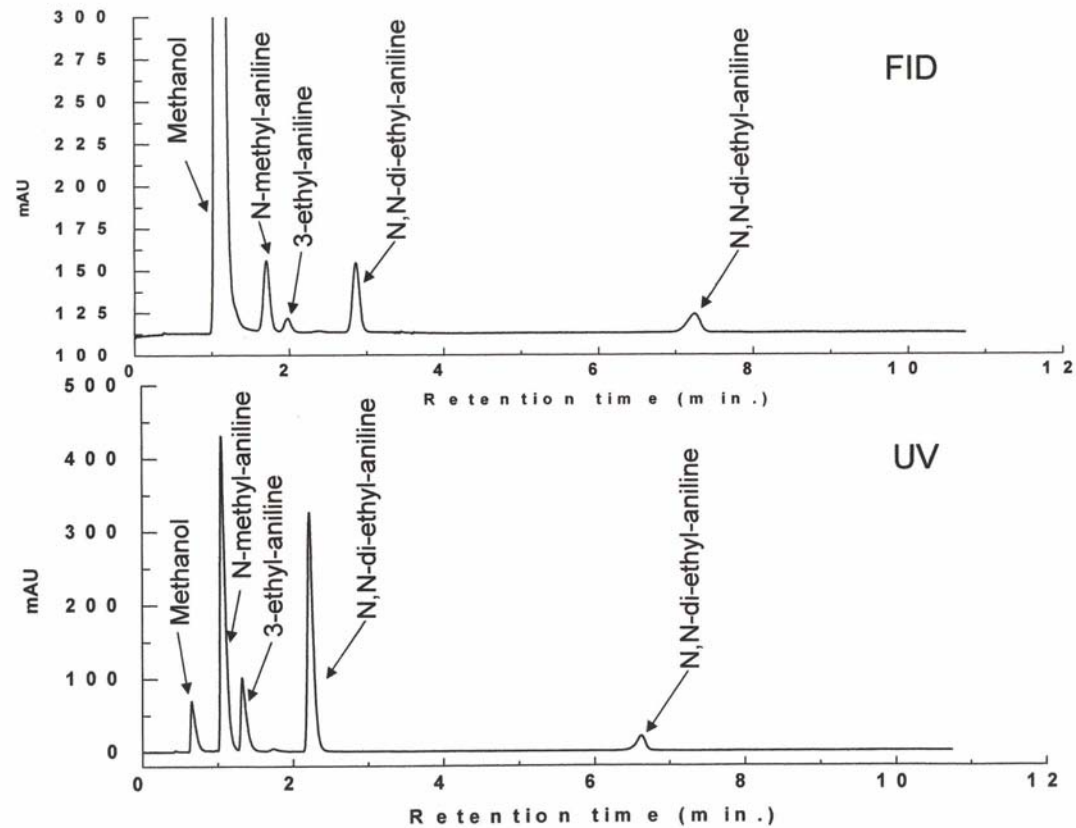 FID
mAU
300
275
250
225
200
175
150
125
100
Methanol
N-methyl-aniline
3-ethyl-aniline
N,N-di-ethyl-aniline
N,N-di-ethyl-aniline
0 2 4 6 8 10 12
Retention time (min.)
UV
mAU
500
400
300
200
100
0
Methanol
N-methyl-aniline
3-ethyl-aniline
N,N-di-ethyl-aniline
N,N-di-ethyl-aniline
0 2 4 6 8 10 12
Retention time (min.)